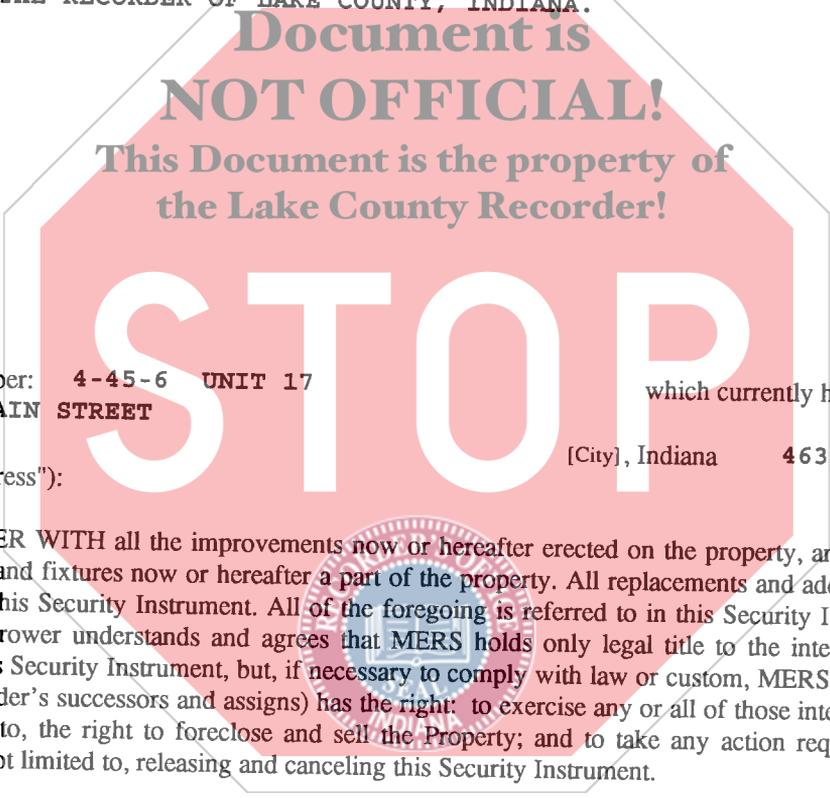 THE RECORDER OF LAKE COUNTY, INDIANA.
Document is
NOT OFFICIAL!
This Document is the property of
the Lake County Recorder!
STOP
ber: 4-45-6 UNIT 17
which currently h
AIN STREET
[City], Indiana 463
ress"):
ER WITH all the improvements now or hereafter erected on the property, an
and fixtures now or hereafter a part of the property. All replacements and add
his Security Instrument. All of the foregoing is referred to in this Security I
rower understands and agrees that MERS holds only legal title to the inte
s Security Instrument, but, if necessary to comply with law or custom, MERS
der's successors and assigns) has the right: to exercise any or all of those inte
to, the right to foreclose and sell the Property; and to take any action req
ot limited to, releasing and canceling this Security Instrument.
SEAL
INDIANA